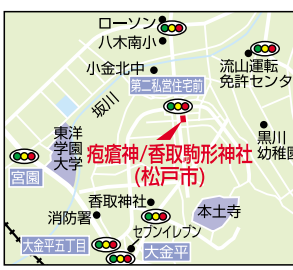 ローソン
八木南小
小金北中
流山運転
免許センタ
第二私営住宅前
坂川
東洋
学園
大学
黒川
幼稚園
疱瘡神/香取駒形神社
(松戸市)
宮園
香取神社
消防署
本土寺
セブンイレブン
大金平五丁目
大金平